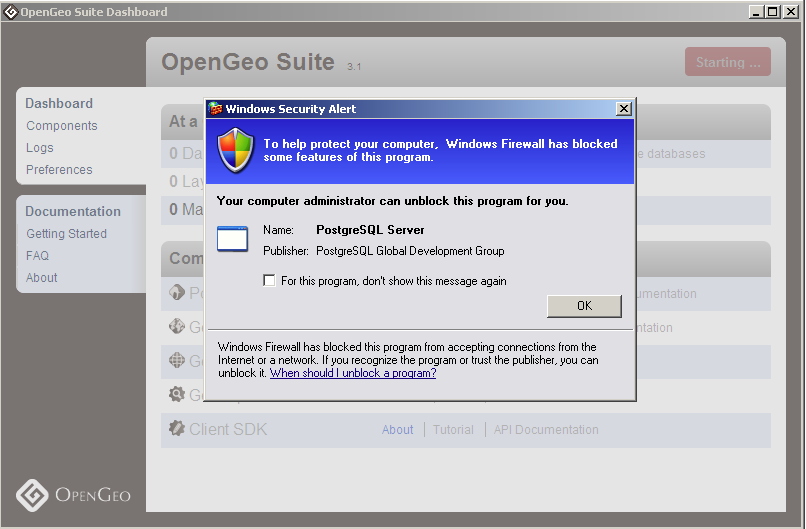 OpenGeo Suite Dashboard
OpenGeo Suite 3.1
Starting ...
Dashboard
Components
Logs
Preferences
Documentation
Getting Started
FAQ
About
At a
0 Da
databases
0 Lay
0 Ma
Com
Client SDK
About
Tutorial
API Documentation
OPENGEO
Windows Security Alert
To help protect your computer, Windows Firewall has blocked
some features of this program.
Your computer administrator can unblock this program for you.
Name: PostgreSQL Server
Publisher: PostgreSQL Global Development Group
For this program, don't show this message again
OK
Windows Firewall has blocked this program from accepting connections from the
Internet or a network. If you recognize the program or trust the publisher, you can
unblock it. When should I unblock a program?